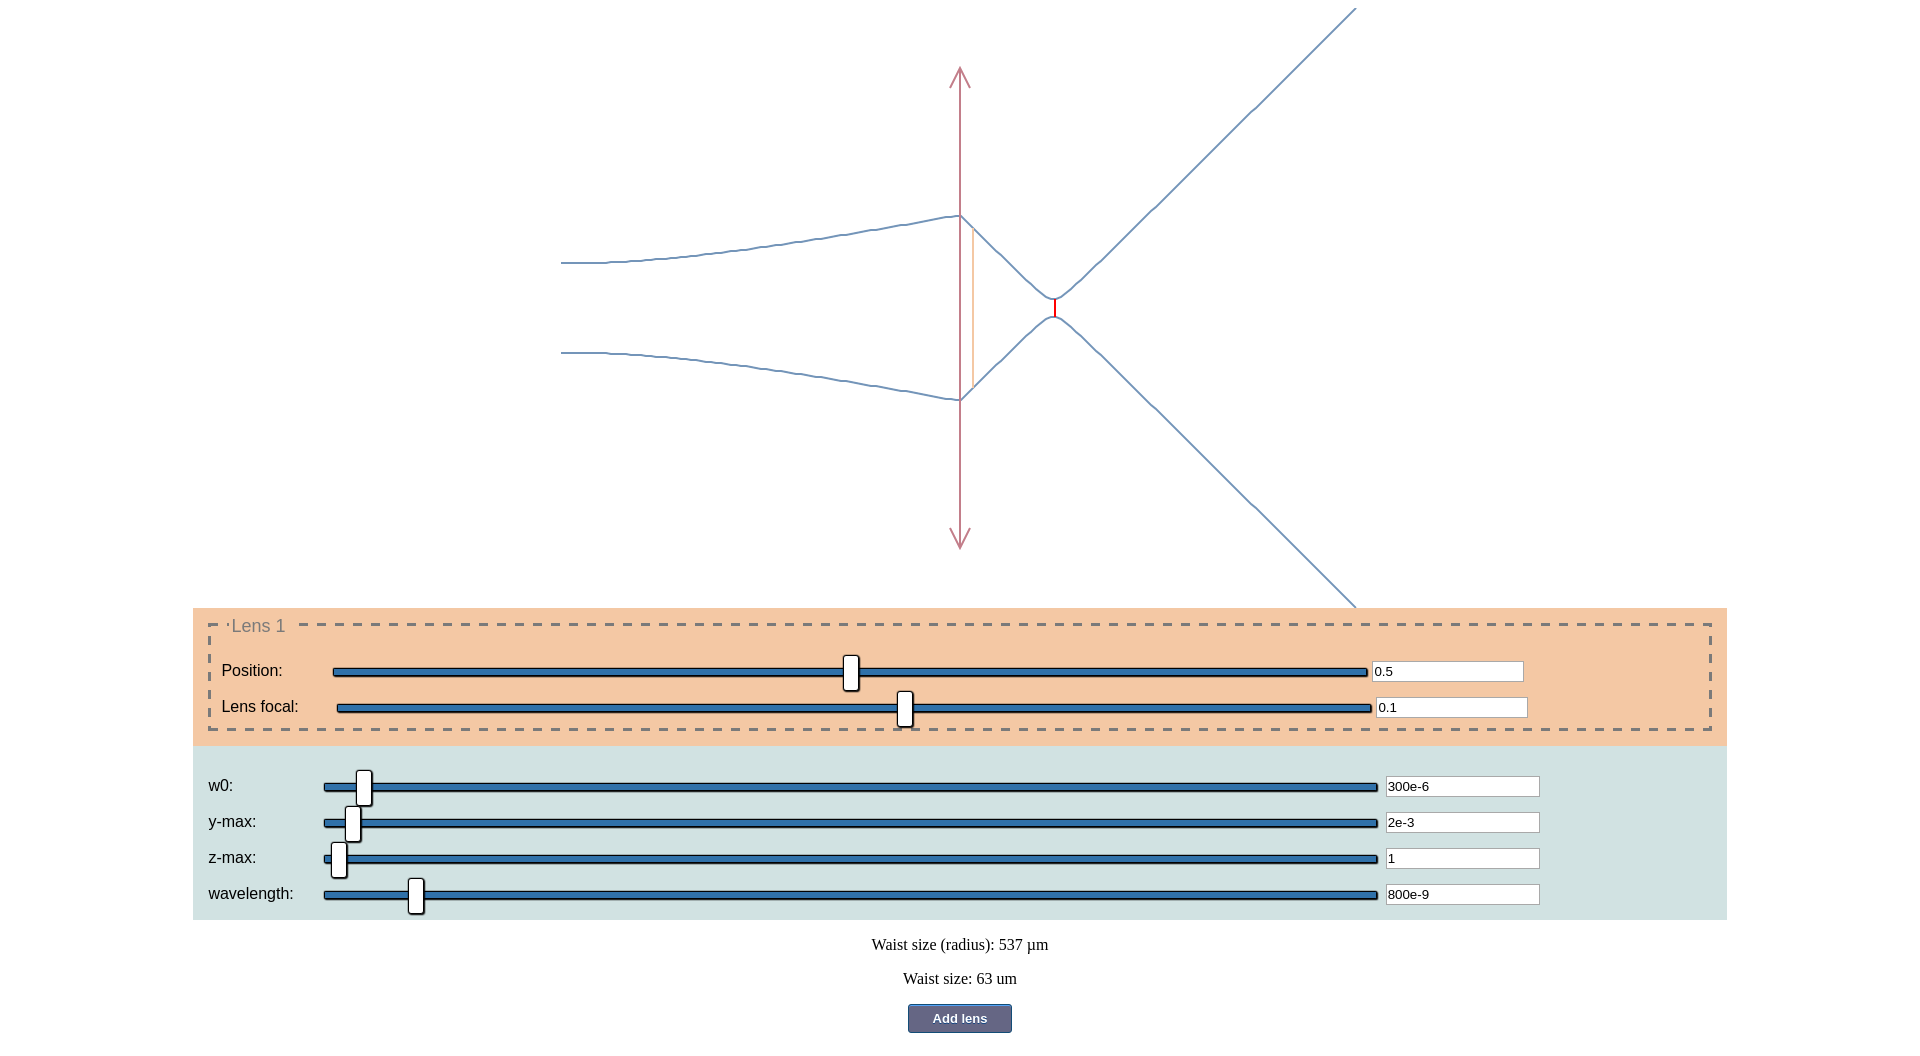 Lens 1
Position: 0.5
Lens focal: 0.1
w0: 300e-6
y-max: 2e-3
z-max: 1
wavelength: 800e-9
Waist size (radius): 537 µm
Waist size: 63 um
Add lens